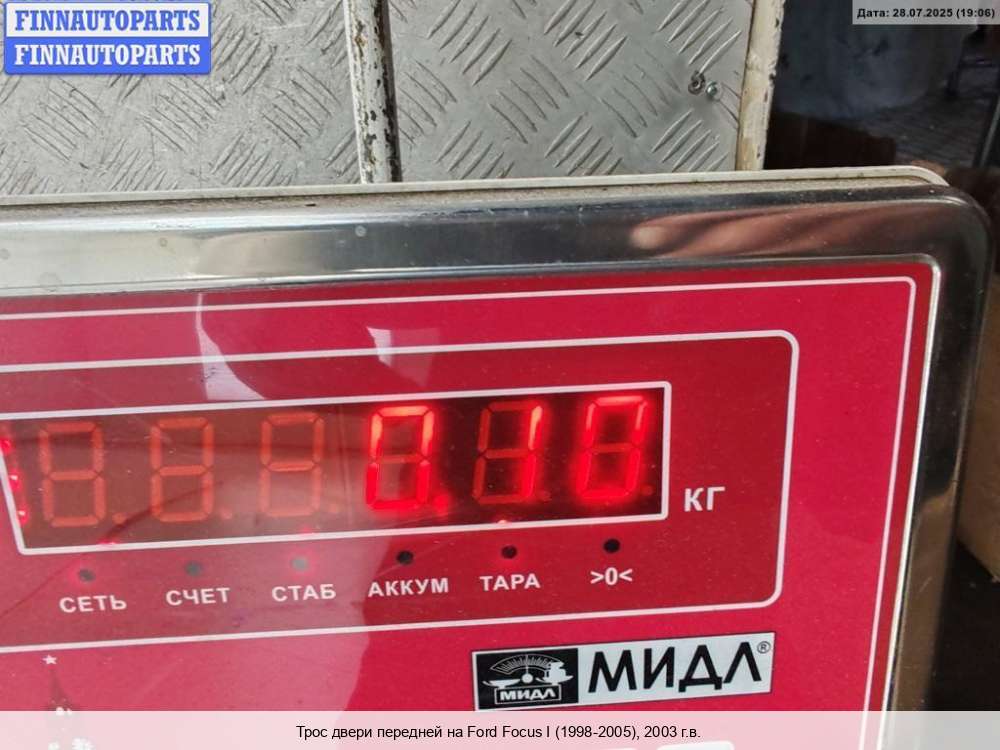 FINNAUTOPARTS
FINNAUTOPARTS
Дата: 28.07.2025 (19:06)
0.10
КГ
СЕТЬ СЧЕТ СТАБ АККУМ ТАРА >0<
МИДЛ МИДЛ®
Трос двери передней на Ford Focus I (1998-2005), 2003 г.в.